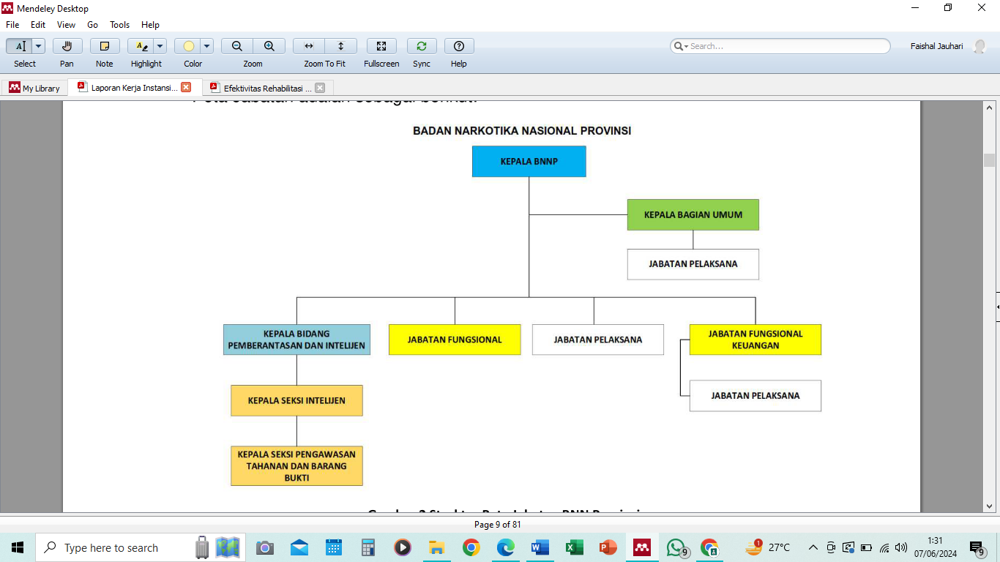 Mendeley Desktop
File Edit View Go Tools Help
Search...
Faishal Jauhari
Select Pan Note Highlight Color Zoom Zoom To Fit Fullscreen Sync Help
My Library
Laporan Kerja Instansi...
Efektivitas Rehabilitasi ...
BADAN NARKOTIKA NASIONAL PROVINSI
KEPALA BNNP
KEPALA BAGIAN UMUM
JABATAN PELAKSANA
KEPALA BIDANG
PEMBERANTASAN DAN INTELIJEN
JABATAN FUNGSIONAL
JABATAN PELAKSANA
JABATAN FUNGSIONAL
KEUANGAN
KEPALA SEKSI INTELIJEN
JABATAN PELAKSANA
KEPALA SEKSI PENGAWASAN
TAHANAN DAN BARANG
BUKTI
Page 9 of 81
Type here to search
9
1
27°C
1:31
07/06/2024
9